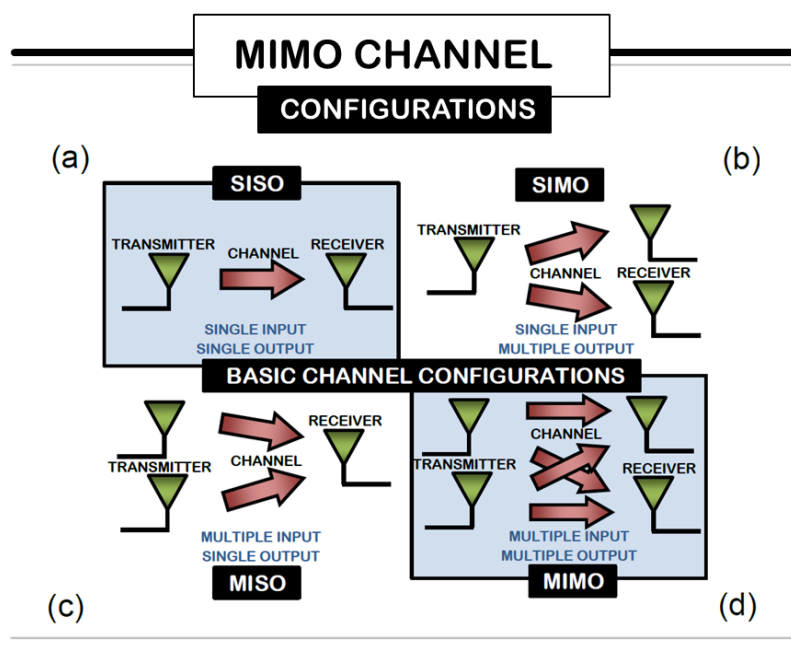 MIMO CHANNEL
CONFIGURATIONS
(a)
SISO
TRANSMITTER
CHANNEL
RECEIVER
SINGLE INPUT
SINGLE OUTPUT
(b)
SIMO
TRANSMITTER
CHANNEL
RECEIVER
SINGLE INPUT
MULTIPLE OUTPUT
BASIC CHANNEL CONFIGURATIONS
TRANSMITTER
CHANNEL
RECEIVER
MULTIPLE INPUT
SINGLE OUTPUT
MISO
(c)
CHANNEL
TRANSMITTER
RECEIVER
MULTIPLE INPUT
MULTIPLE OUTPUT
MIMO
(d)